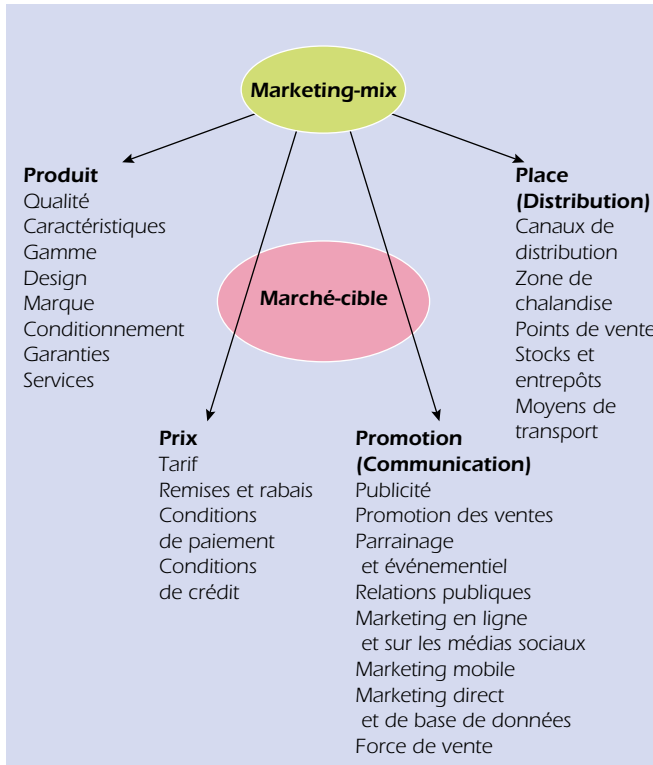 Marketing-mix
Produit
Qualité
Caractéristiques
Gamme
Design
Marque
Conditionnement
Garanties
Services
Place
(Distribution)
Canaux de
distribution
Zone de
chalandise
Points de vente
Stocks et
entrepôts
Moyens de
transport
Marché-cible
Prix
Tarif
Remises et rabais
Conditions
de paiement
Conditions
de crédit
Promotion
(Communication)
Publicité
Promotion des ventes
Parrainage
et événementiel
Relations publiques
Marketing en ligne
et sur les médias sociaux
Marketing mobile
Marketing direct
et de base de données
Force de vente